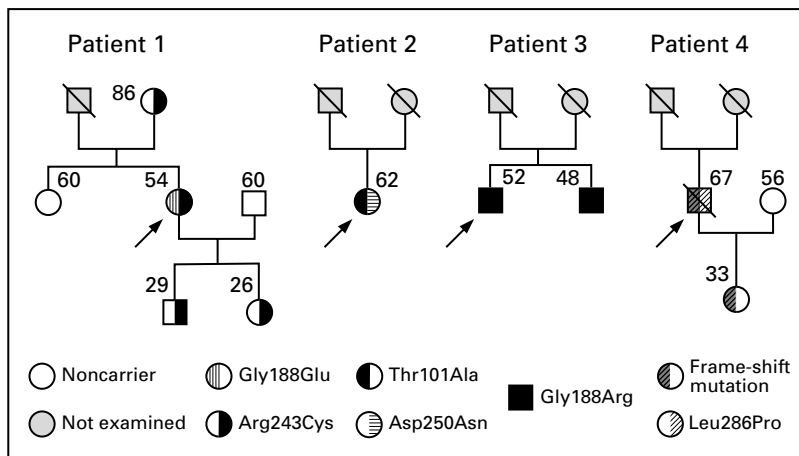 Patient 1 Patient 2 Patient 3 Patient 4
86
60 54 60 62 52 48 67 56
29 26 33
Noncarrier Gly188Glu Thr101Ala Gly188Arg Frame-shift
mutation
Not examined Arg243Cys Asp250Asn Leu286Pro